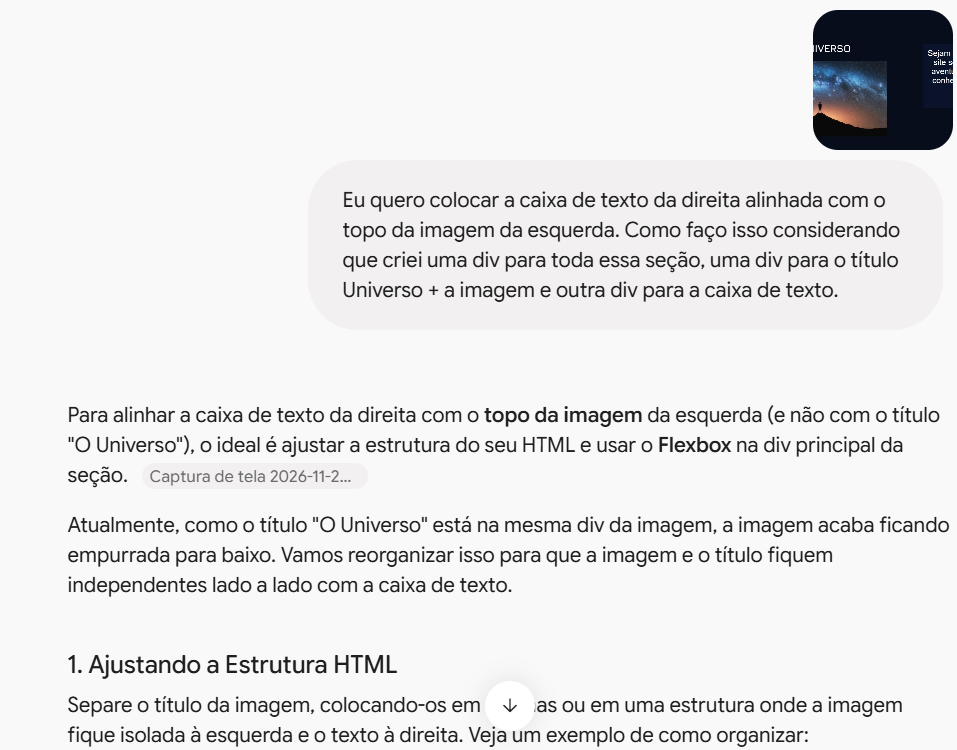 IVERSO
Sejam
site s
avent
conhe
Eu quero colocar a caixa de texto da direita alinhada com o
topo da imagem da esquerda. Como faço isso considerando
que criei uma div para toda essa seção, uma div para o título
Universo + a imagem e outra div para a caixa de texto.
Para alinhar a caixa de texto da direita com o topo da imagem da esquerda (e não com o título
"O Universo"), o ideal é ajustar a estrutura do seu HTML e usar o Flexbox na div principal da
seção. Captura de tela 2026-11-2...
Atualmente, como o título "O Universo" está na mesma div da imagem, a imagem acaba ficando
empurrada para baixo. Vamos reorganizar isso para que a imagem e o título fiquem
independentes lado a lado com a caixa de texto.
1. Ajustando a Estrutura HTML
Separe o título da imagem, colocando-os em as ou em uma estrutura onde a imagem
fique isolada à esquerda e o texto à direita. Veja um exemplo de como organizar: